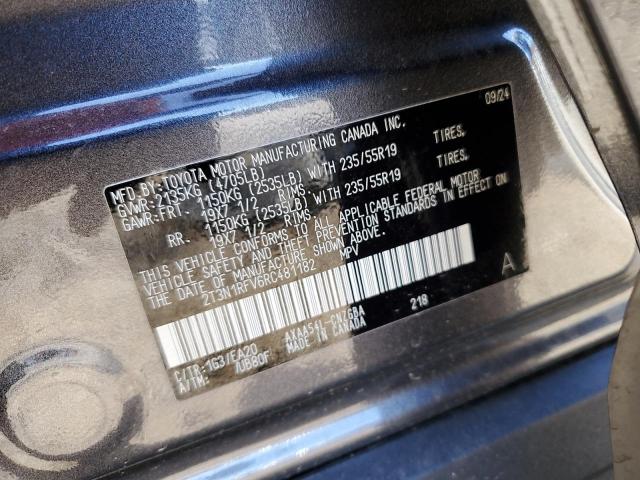 09/24
MFD.BY:TOYOTA MOTOR MANUFACTURING CANADA INC.
GVWR:2135KG (4705LB)
GAWR:FRT. 1150KG (2535LB) WITH 235/55R19 TIRES.
19X7 1/2 RIMS
RR. 1150KG (2535LB) WITH 235/55R19 TIRES.
19X7 1/2 RIMS
THIS VEHICLE CONFORMS TO ALL APPLICABLE FEDERAL MOTOR
VEHICLE SAFETY AND THEFT PREVENTION STANDARDS IN EFFECT ON
THE DATE OF MANUFACTURE SHOWN ABOVE.
2T3N1RFV6RC481182 MPV
A
218
C/TR:1G3/EA20 AXAA54L-CNZGBA
A/TM: /UB80F MADE IN CANADA